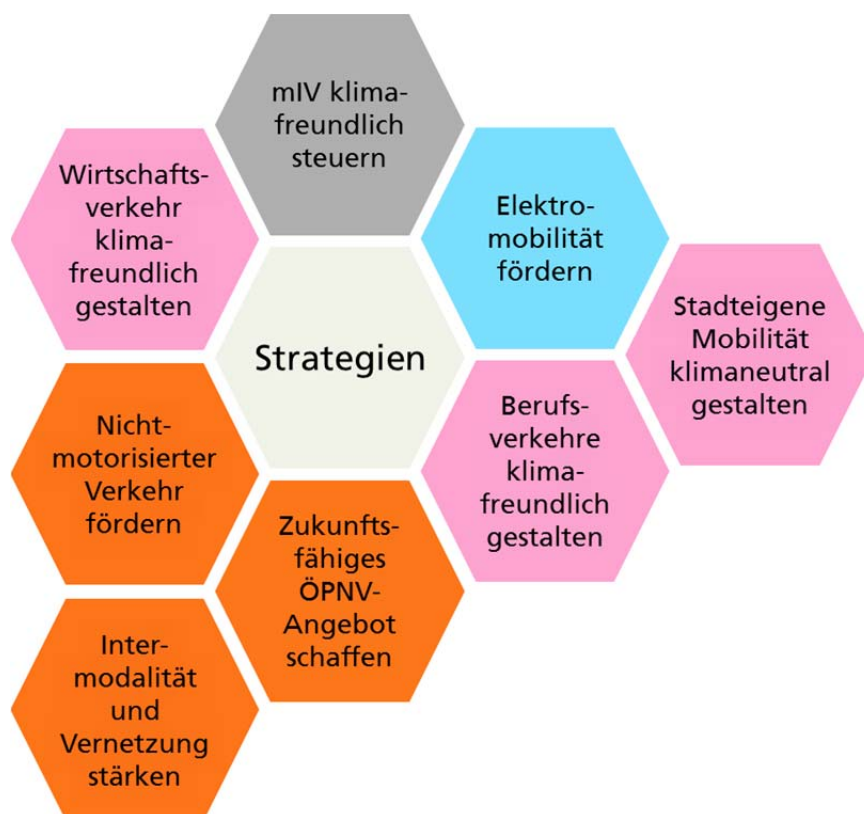 mIV klima-
freundlich
steuern
Wirtschafts-
verkehr
klima-
freundlich
gestalten
Elektro-
mobilität
fördern
Stadteigene
Mobilität
klimaneutral
gestalten
Strategien
Berufs-
verkehre
klima-
freundlich
gestalten
Nicht-
motorisierter
Verkehr
fördern
Zukunfts-
fähiges
ÖPNV-
Angebot
schaffen
Inter-
modalität
und
Vernetzung
stärken